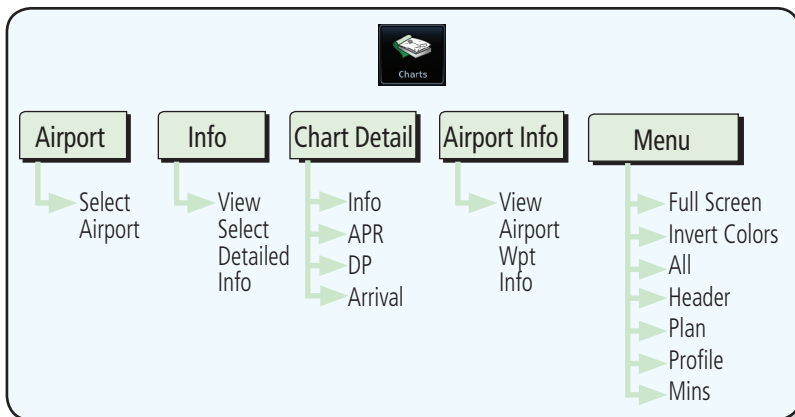 Charts
Airport
Select
Airport
Info
View
Select
Detailed
Info
Chart Detail
Info
APR
DP
Arrival
Airport Info
View
Airport
Wpt
Info
Menu
Full Screen
Invert Colors
All
Header
Plan
Profile
Mins